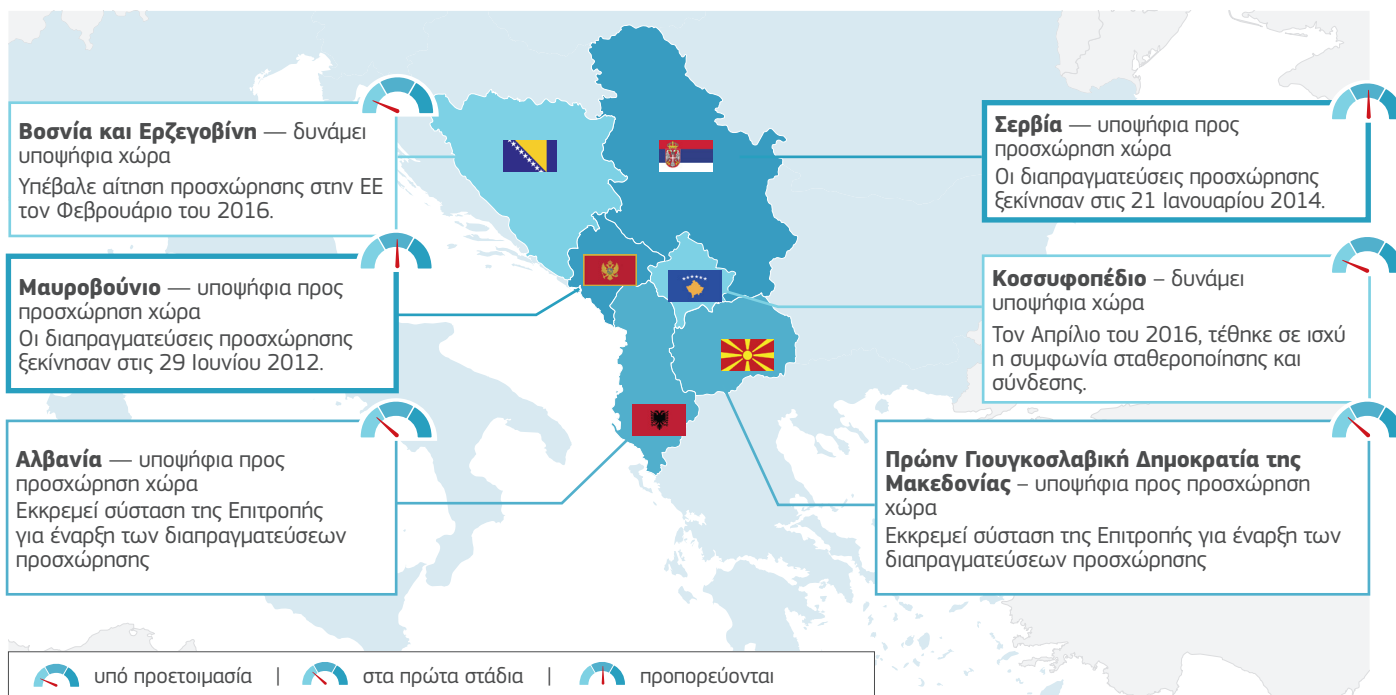 Βοσνία και Ερζεγοβίνη — δυνάμει
υποψήφια χώρα
Υπέβαλε αίτηση προσχώρησης στην ΕΕ
τον Φεβρουάριο του 2016.
Μαυροβούνιο — υποψήφια προς
προσχώρηση χώρα
Οι διαπραγματεύσεις προσχώρησης
ξεκίνησαν στις 29 Ιουνίου 2012.
Αλβανία — υποψήφια προς
προσχώρηση χώρα
Εκκρεμεί σύσταση της Επιτροπής
για έναρξη των διαπραγματεύσεων
προσχώρησης
Σερβία — υποψήφια προς
προσχώρηση χώρα
Οι διαπραγματεύσεις προσχώρησης
ξεκίνησαν στις 21 Ιανουαρίου 2014.
Κοσσυφοπέδιο – δυνάμει
υποψήφια χώρα
Τον Απρίλιο του 2016, τέθηκε σε ισχύ
η συμφωνία σταθεροποίησης και
σύνδεσης.
Πρώην Γιουγκοσλαβική Δημοκρατία της
Μακεδονίας – υποψήφια προς προσχώρηση
χώρα
Εκκρεμεί σύσταση της Επιτροπής για έναρξη των
διαπραγματεύσεων προσχώρησης
υπό προετοιμασία | στα πρώτα στάδια | προπορεύονται